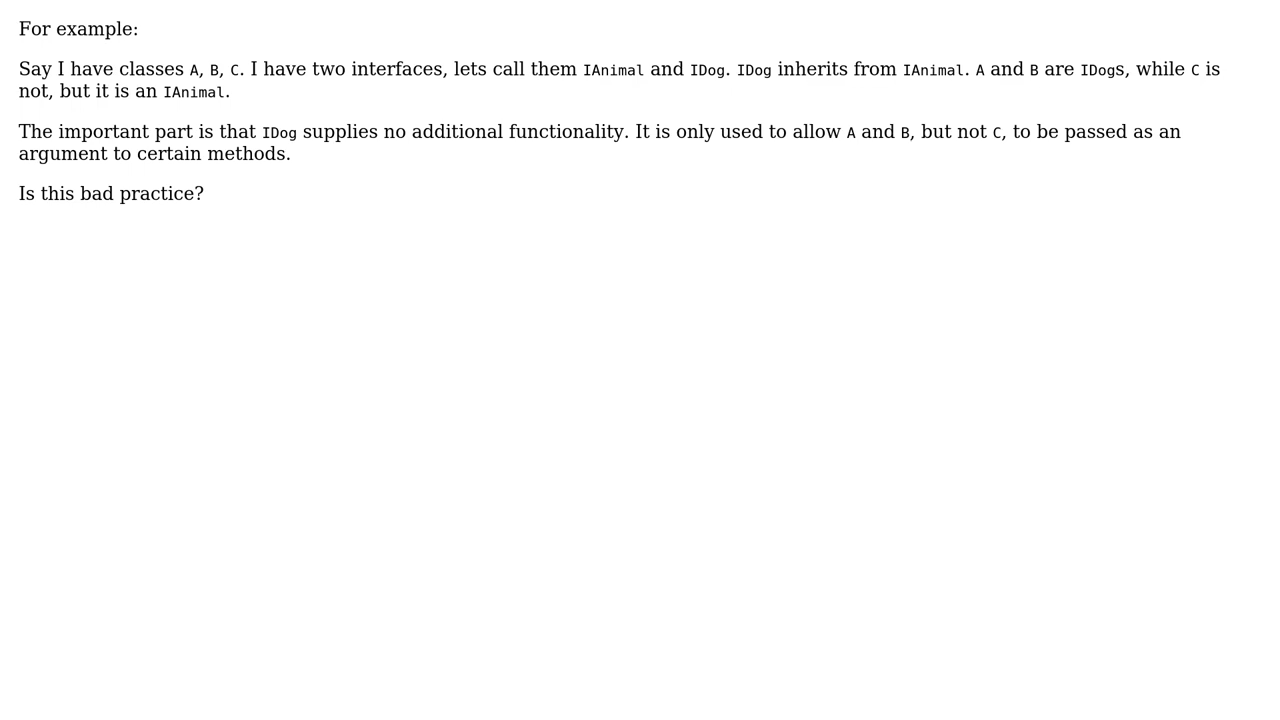 For example:
Say I have classes A, B, C. I have two interfaces, lets call them IAnimal and IDog. IDog inherits from IAnimal. A and B are IDogs, while C is
not, but it is an IAnimal.
The important part is that IDog supplies no additional functionality. It is only used to allow A and B, but not C, to be passed as an
argument to certain methods.
Is this bad practice?